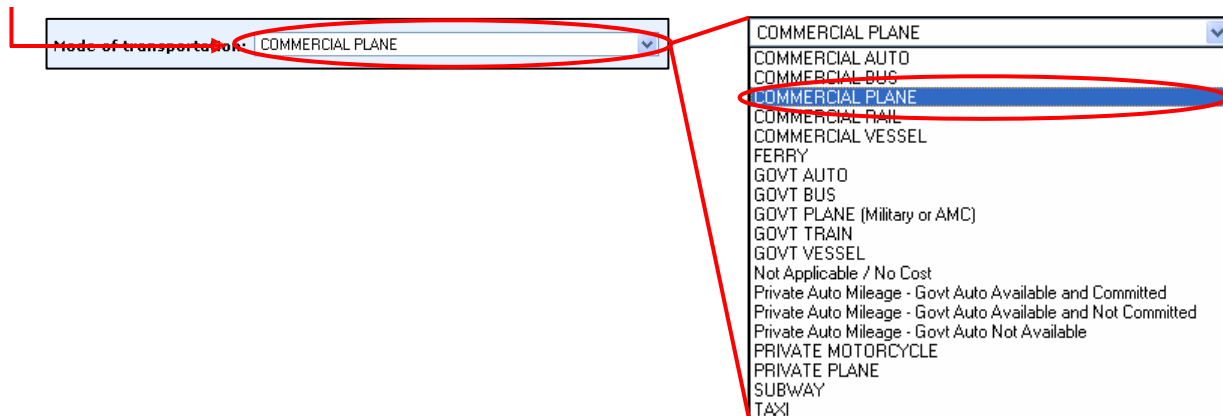 Mode of transportation: COMMERCIAL PLANE
COMMERCIAL PLANE
COMMERCIAL AUTO
COMMERCIAL BUS
COMMERCIAL PLANE
COMMERCIAL RAIL
COMMERCIAL VESSEL
FERRY
GOVT AUTO
GOVT BUS
GOVT PLANE (Military or AMC)
GOVT TRAIN
GOVT VESSEL
Not Applicable / No Cost
Private Auto Mileage - Govt Auto Available and Committed
Private Auto Mileage - Govt Auto Available and Not Committed
Private Auto Mileage - Govt Auto Not Available
PRIVATE MOTORCYCLE
PRIVATE PLANE
SUBWAY
TAXI